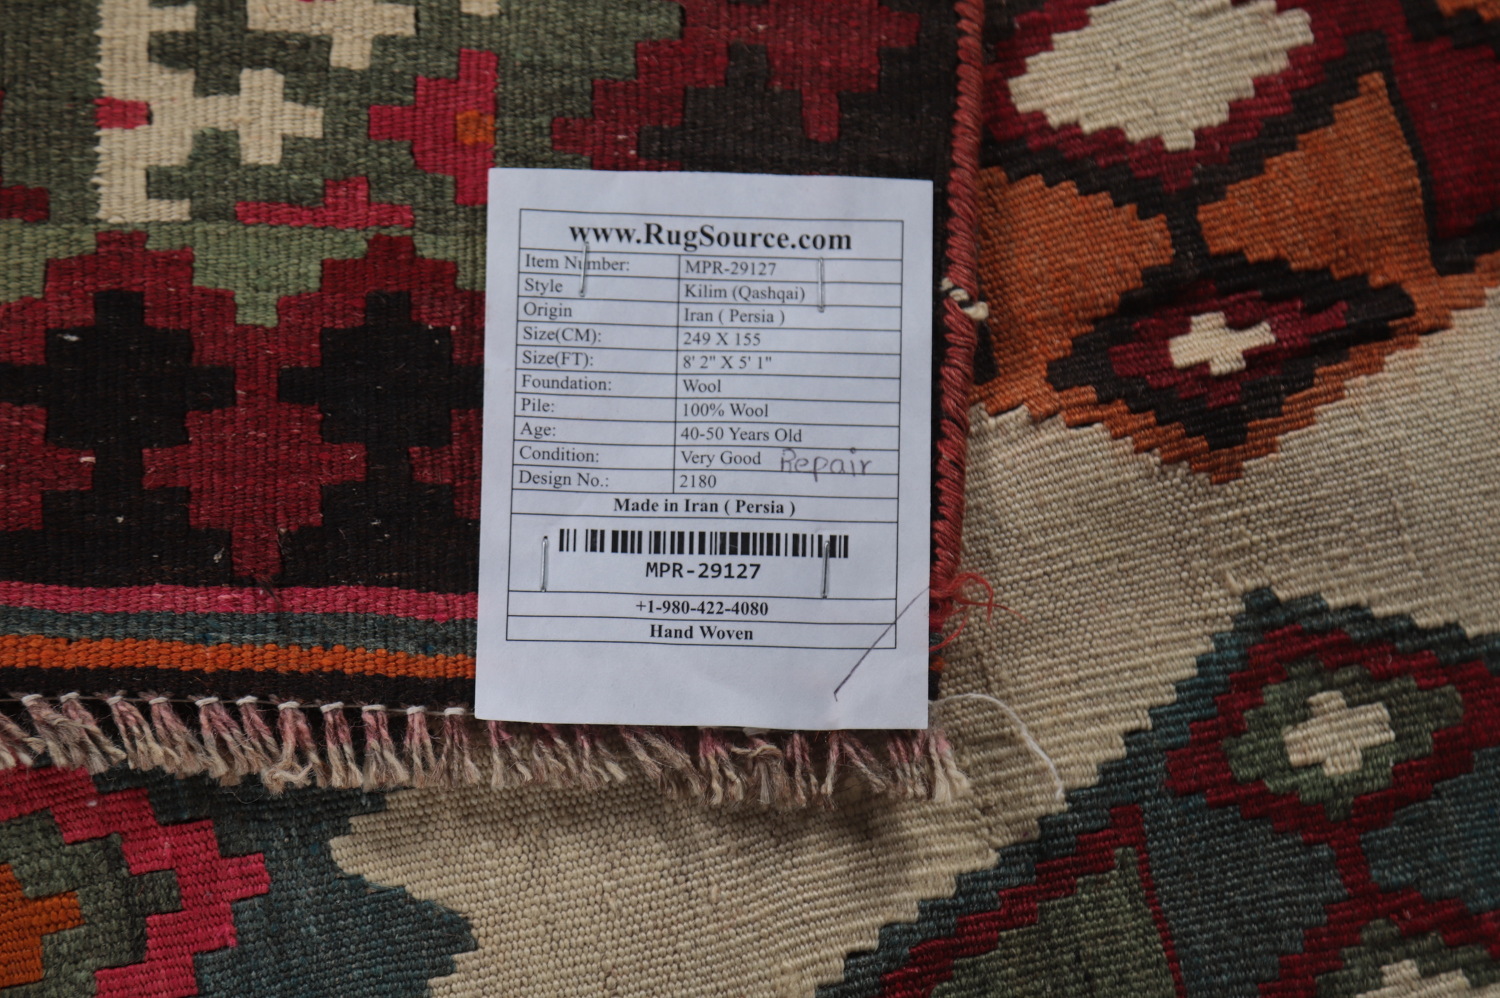 www.RugSource.com
Item Number: MPR-29127
Style Kilim (Qashqai)
Origin Iran ( Persia )
Size(CM): 249 X 155
Size(FT): 8' 2" X 5' 1"
Foundation: Wool
Pile: 100% Wool
Age: 40-50 Years Old
Condition: Very Good Repair
Design No.: 2180
Made in Iran ( Persia )
MPR-29127
+1-980-422-4080
Hand Woven